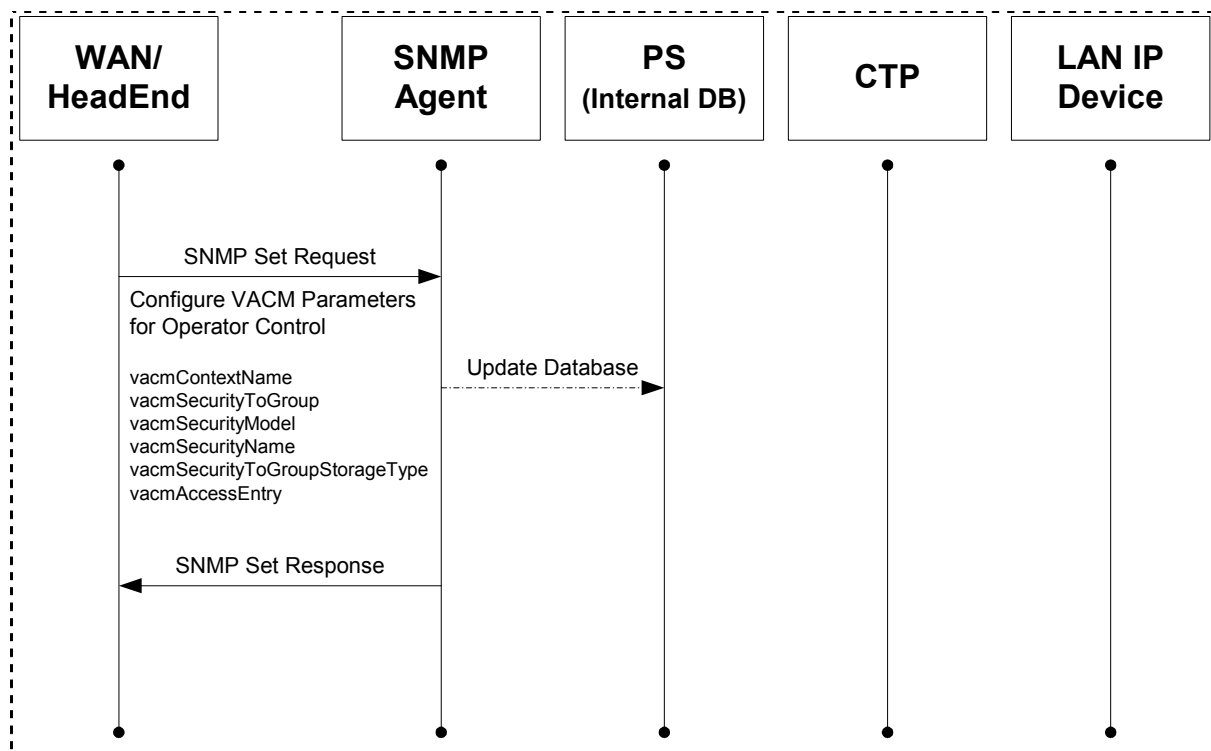 WAN/
HeadEnd
SNMP
Agent
PS
(Internal DB)
CTP
LAN IP
Device
SNMP Set Request
Configure VACM Parameters
for Operator Control
Update Database
vacmContextName
vacmSecurityToGroup
vacmSecurityModel
vacmSecurityName
vacmSecurityToGroupStorageType
vacmAccessEntry
SNMP Set Response